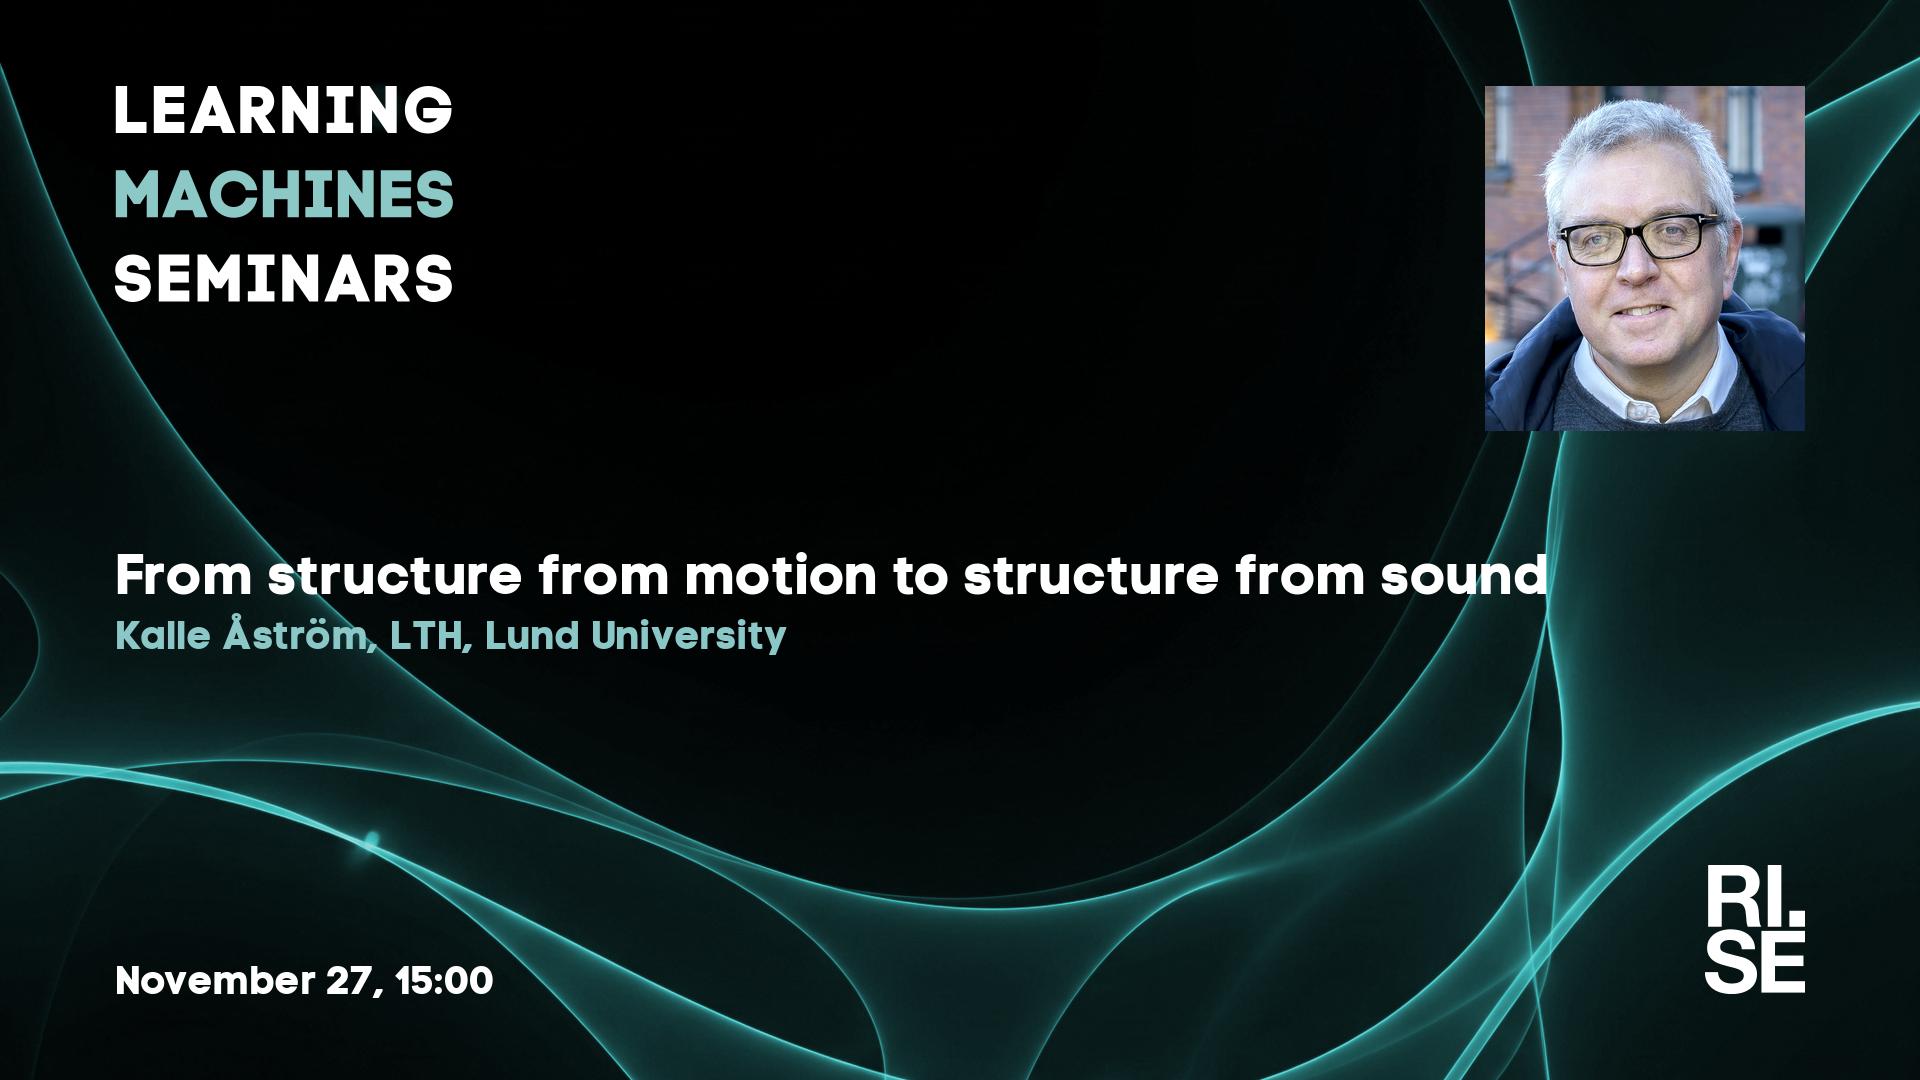 LEARNING
MACHINES
SEMINARS
From structure from motion to structure from sound
Kalle Åström, LTH, Lund University
November 27, 15:00
RI.
SE